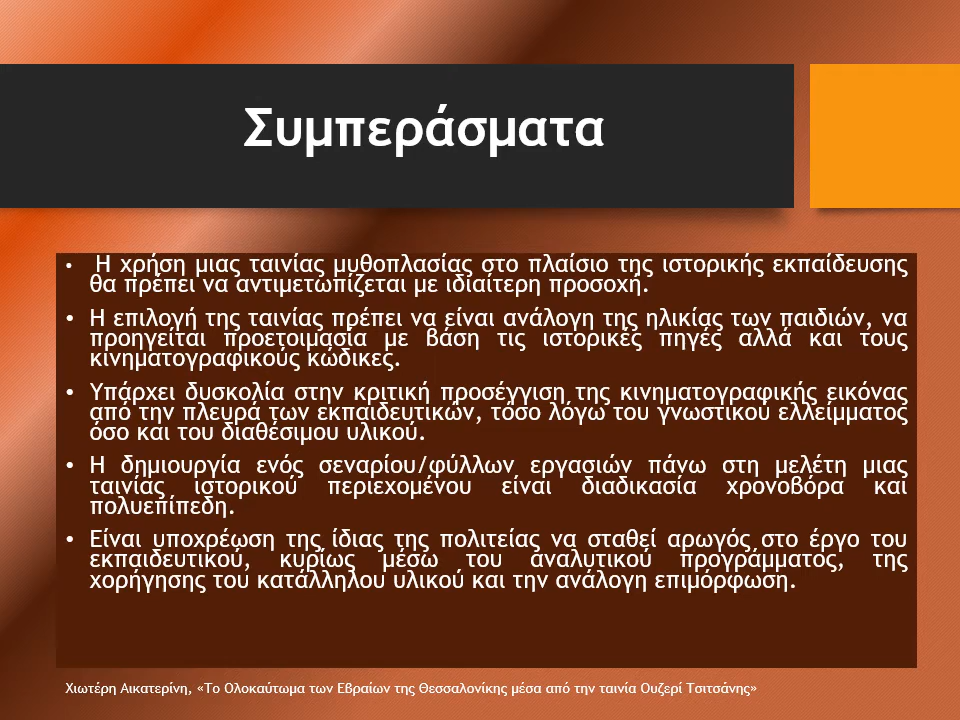 Συμπεράσματα
• Η χρήση μιας ταινίας μυθοπλασίας στο πλαίσιο της ιστορικής εκπαίδευσης
θα πρέπει να αντιμετωπίζεται με ιδιαίτερη προσοχή.
• Η επιλογή της ταινίας πρέπει να είναι ανάλογη της ηλικίας των παιδιών, να
προηγείται προετοιμασία με βάση τις ιστορικές πηγές αλλά και τους
κινηματογραφικούς κώδικες.
• Υπάρχει δυσκολία στην κριτική προσέγγιση της κινηματογραφικής εικόνας
από την πλευρά των εκπαιδευτικών, τόσο λόγω του γνωστικού ελλείμματος
όσο και του διαθέσιμου υλικού.
• Η δημιουργία ενός σεναρίου/φύλλων εργασιών πάνω στη μελέτη μιας
ταινίας ιστορικού περιεχομένου είναι διαδικασία χρονοβόρα και
πολυεπίπεδη.
• Είναι υποχρέωση της ίδιας της πολιτείας να σταθεί αρωγός στο έργο του
εκπαιδευτικού, κυρίως μέσω του αναλυτικού προγράμματος, της
χορήγησης του κατάλληλου υλικού και την ανάλογη επιμόρφωση.
Χιωτέρη Αικατερίνη, «Το Ολοκαύτωμα των Εβραίων της Θεσσαλονίκης μέσα από την ταινία Ουζερί Τσιτσάνης»